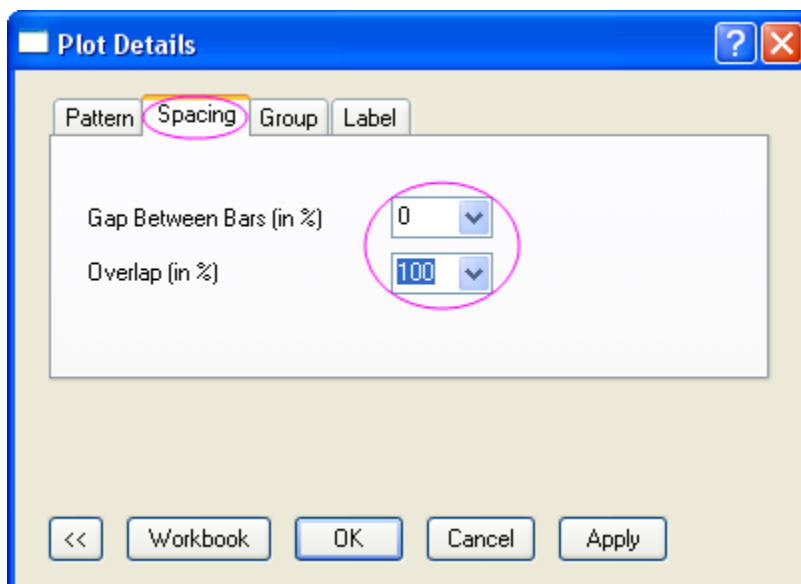 Plot Details
Pattern Spacing Group Label
Gap Between Bars (in %) 0
Overlap (in %) 100
<< Workbook OK Cancel Apply